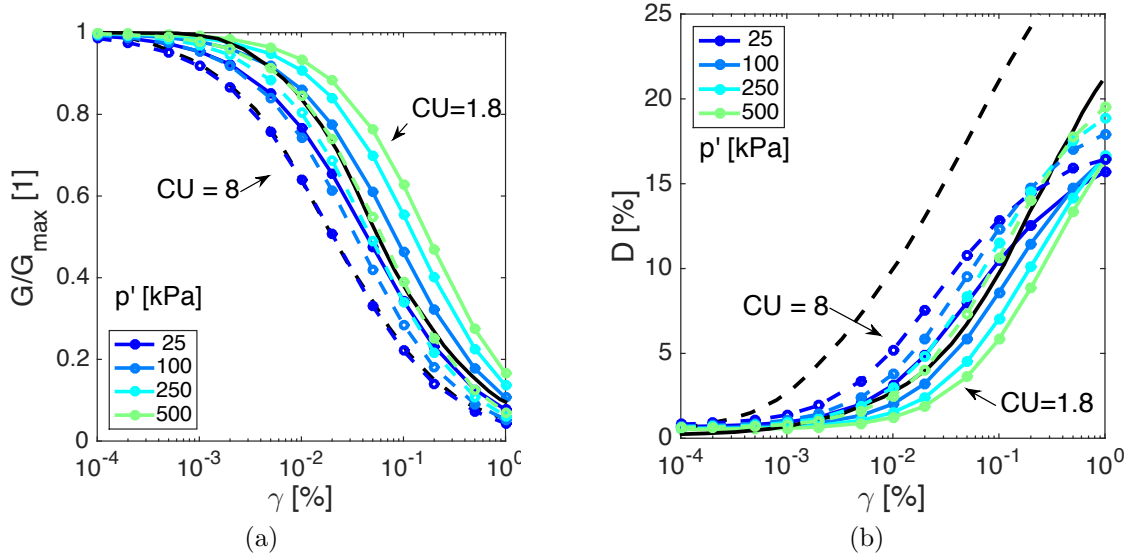 1
0.8
0.6
0.4
0.2
0
G/G_max [1]
CU=1.8
CU = 8
p' [kPa]
25
100
250
500
10^-4 10^-3 10^-2 10^-1 10^0
γ [%]
(a)
25%
20
15
10
5
0
D [%]
25
100
250
500
p' [kPa]
CU = 8
CU=1.8
10^-4 10^-3 10^-2 10^-1 10^0
γ [%]
(b)